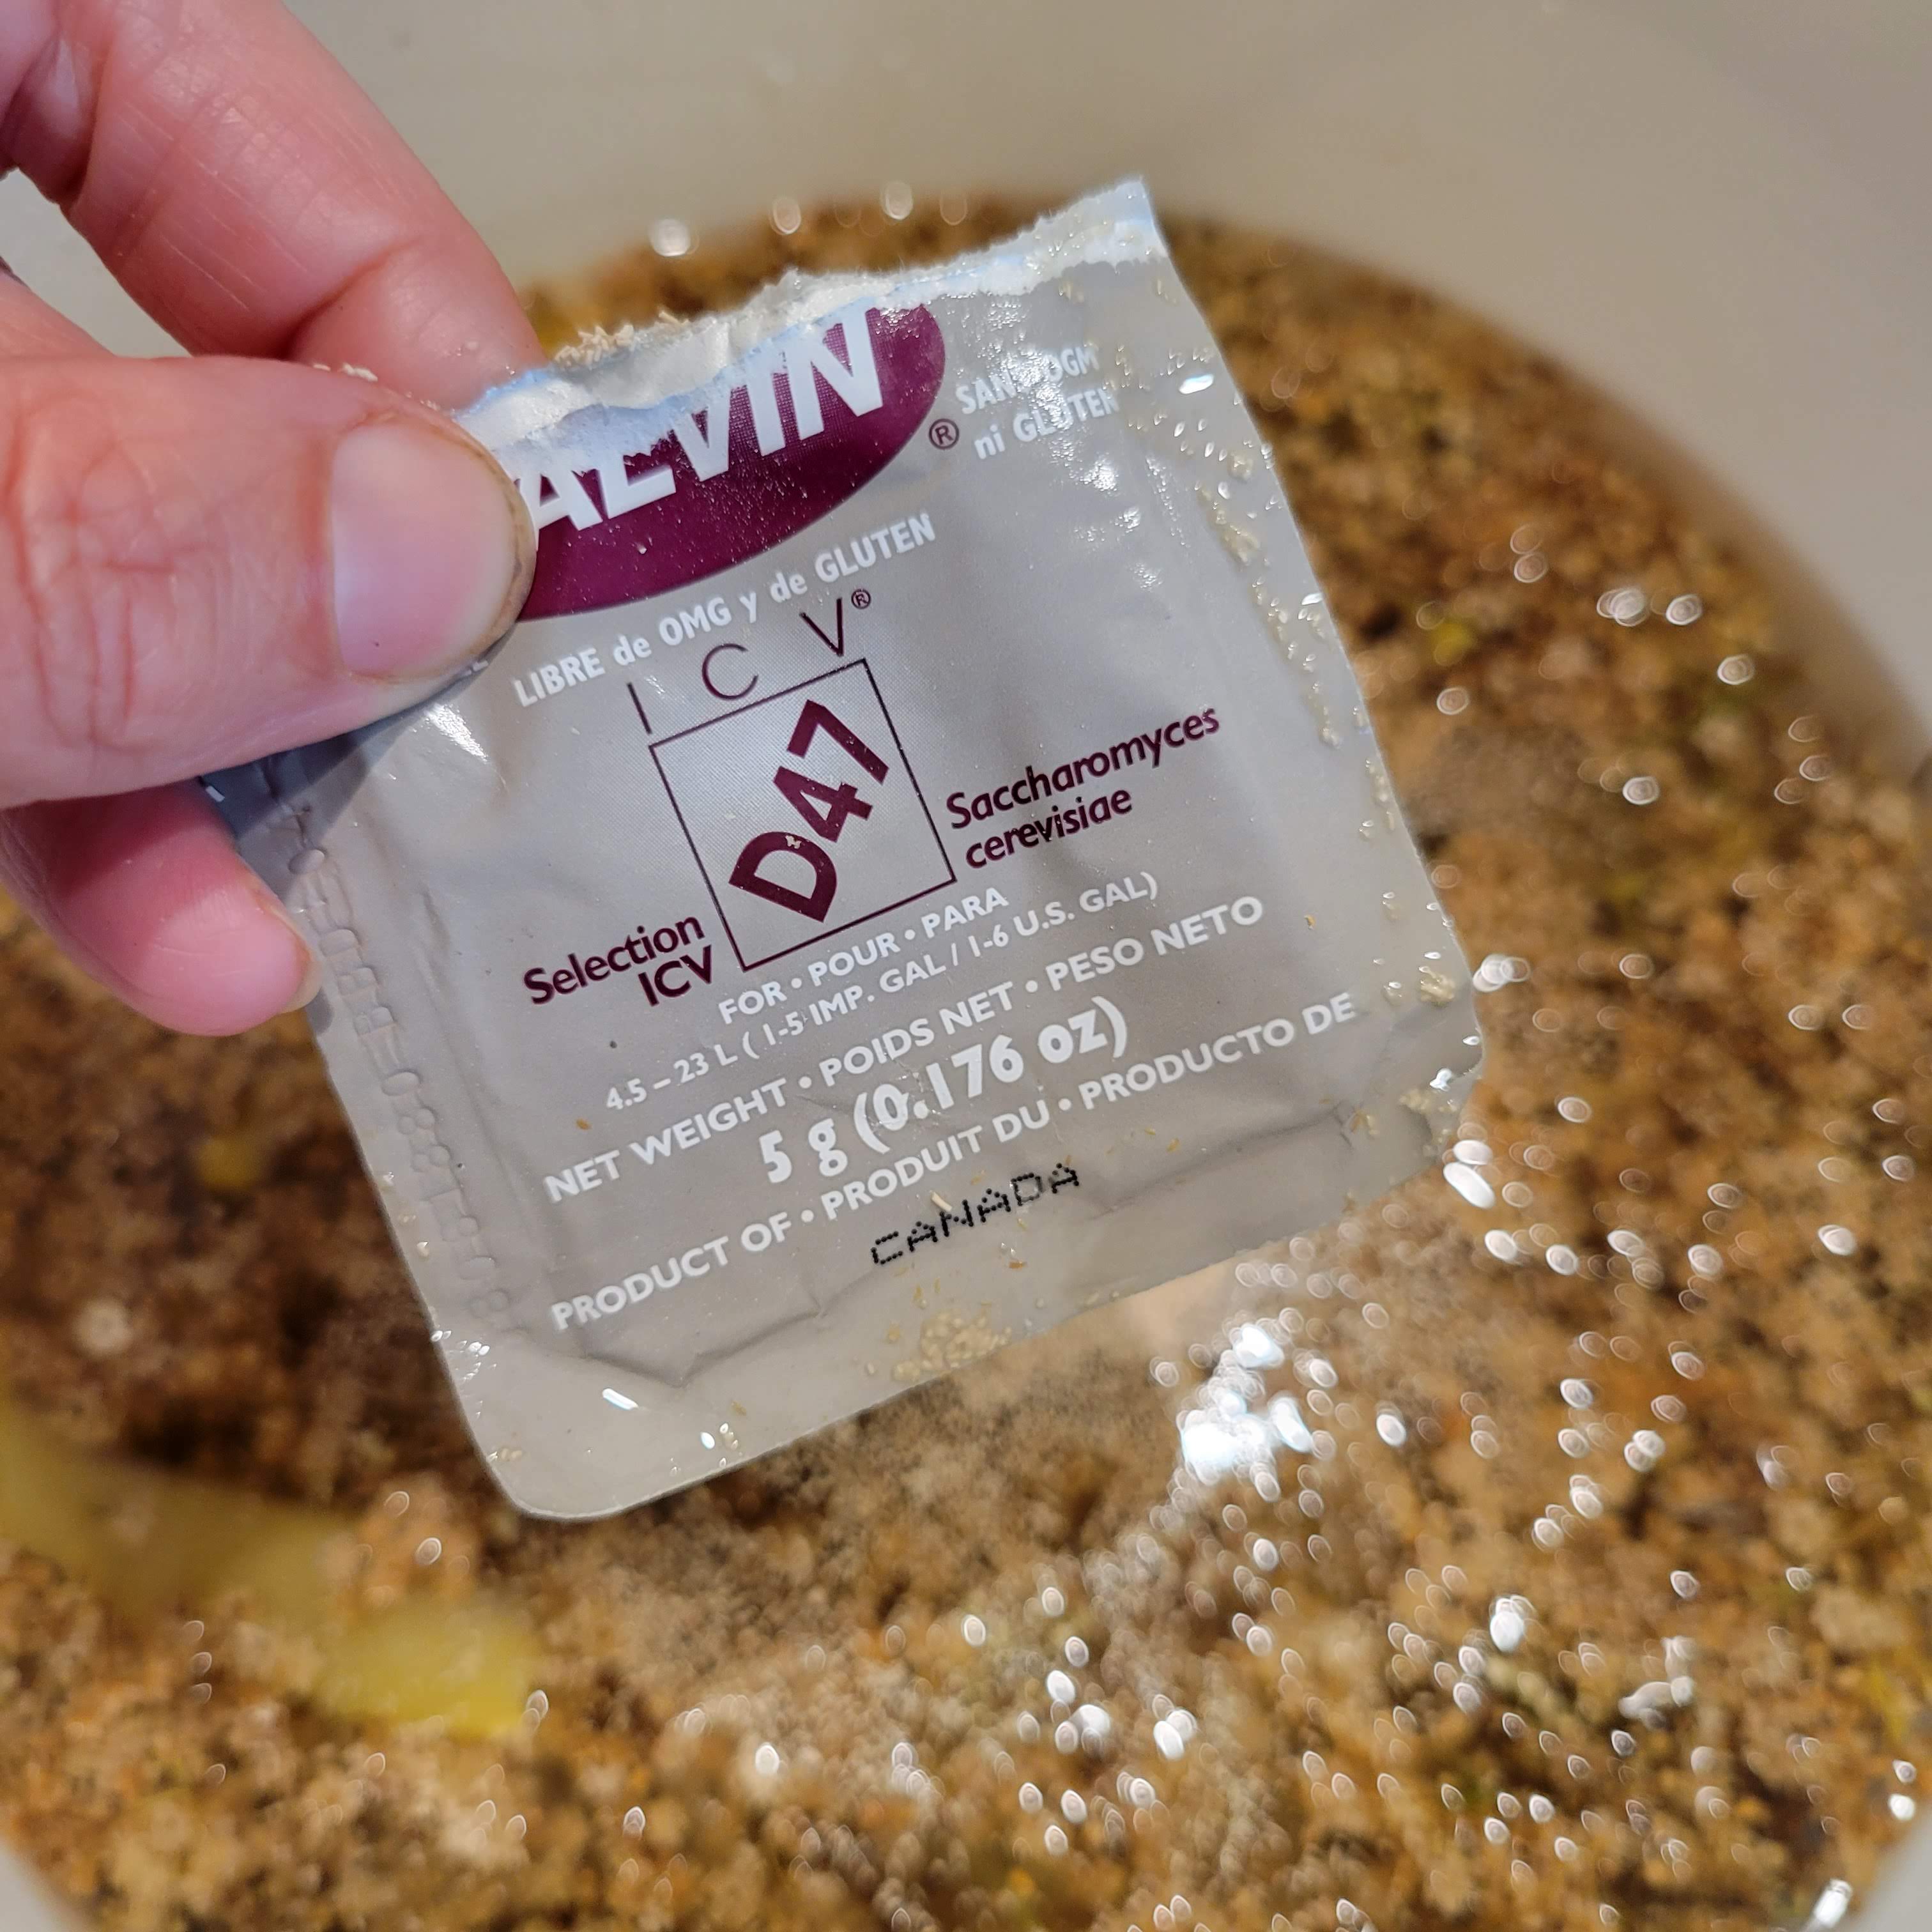 ALVIN
®
SANS OGM
ni GLUTEN
LIBRE de OMG y de GLUTEN
I C V®
D47
Saccharomyces
cerevisiae
Selection
ICV
FOR • POUR • PARA
4.5 – 23 L ( 1-5 IMP. GAL / 1-6 U.S. GAL)
NET WEIGHT • POIDS NET • PESO NETO
5 g (0.176 oz)
PRODUCT OF • PRODUIT DU • PRODUCTO DE
CANADA